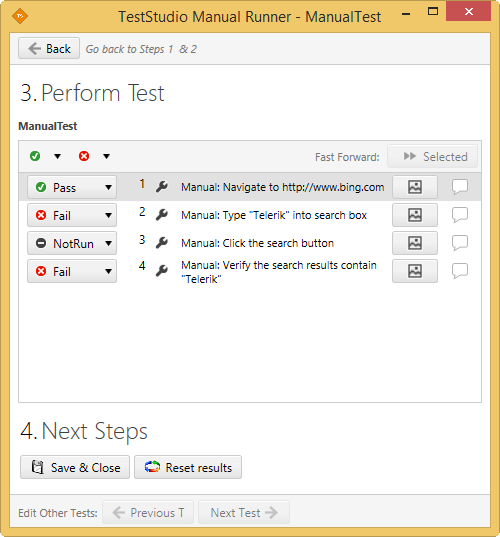 TestStudio Manual Runner - ManualTest
Back Go back to Steps 1 & 2
3. Perform Test
ManualTest
Fast Forward: Selected
Pass 1 Manual: Navigate to http://www.bing.com
Fail 2 Manual: Type "Telerik" into search box
NotRun 3 Manual: Click the search button
Fail 4 Manual: Verify the search results contain
"Telerik"
4. Next Steps
Save & Close Reset results
Edit Other Tests: Previous T Next Test